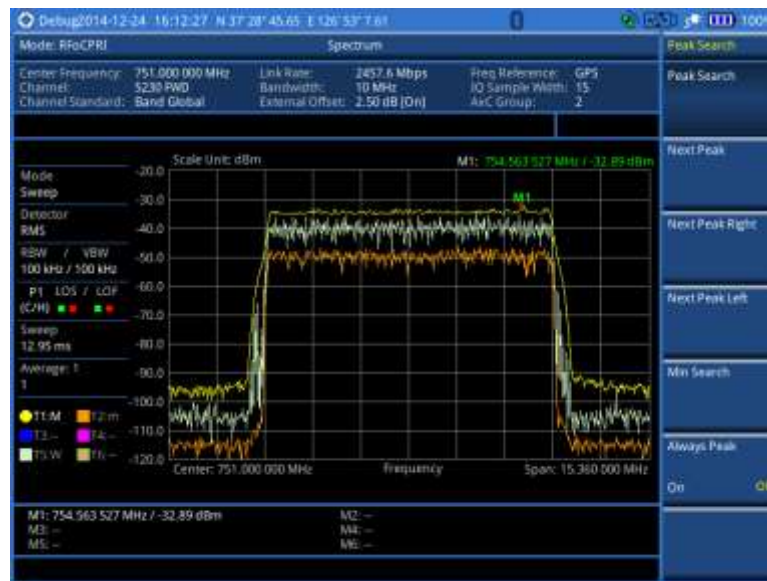 Debug2014-12-24 16:12:27 N 37° 28' 45.65 E 126° 53' 7.61
100%
Mode: RFoCPRI
Spectrum
Peak Search
Center Frequency: 751.000 000 MHz
Channel: 5230 FWD
Channel Standard: Band Global
Link Rate: 2457.6 Mbps
Bandwidth: 10 MHz
External Offset: 2.50 dB [On]
Freq Reference: GPS
IQ Sample Width: 15
AxC Group: 2
Peak Search
Next Peak
Next Peak Right
Next Peak Left
Min Search
Always Peak
On
Mode
Sweep
Detector
RMS
RBW / VBW
100 kHz / 100 kHz
P1 LOS / LOF
(C/H)
Sweep
12.95 ms
Average: 1
1
T1:M T2:m
T3:-- T4:--
T5:W T6:--
Scale Unit: dBm
M1: 754.563 527 MHz / -32.89 dBm
M1
-20.0
-30.0
-40.0
-50.0
-60.0
-70.0
-80.0
-90.0
-100.0
-110.0
-120.0
Center: 751.000 000 MHz
Frequency
Span: 15.360 000 MHz
M1: 754.563 527 MHz / -32.89 dBm
M2: --
M3: --
M4: --
M5: --
M6: --